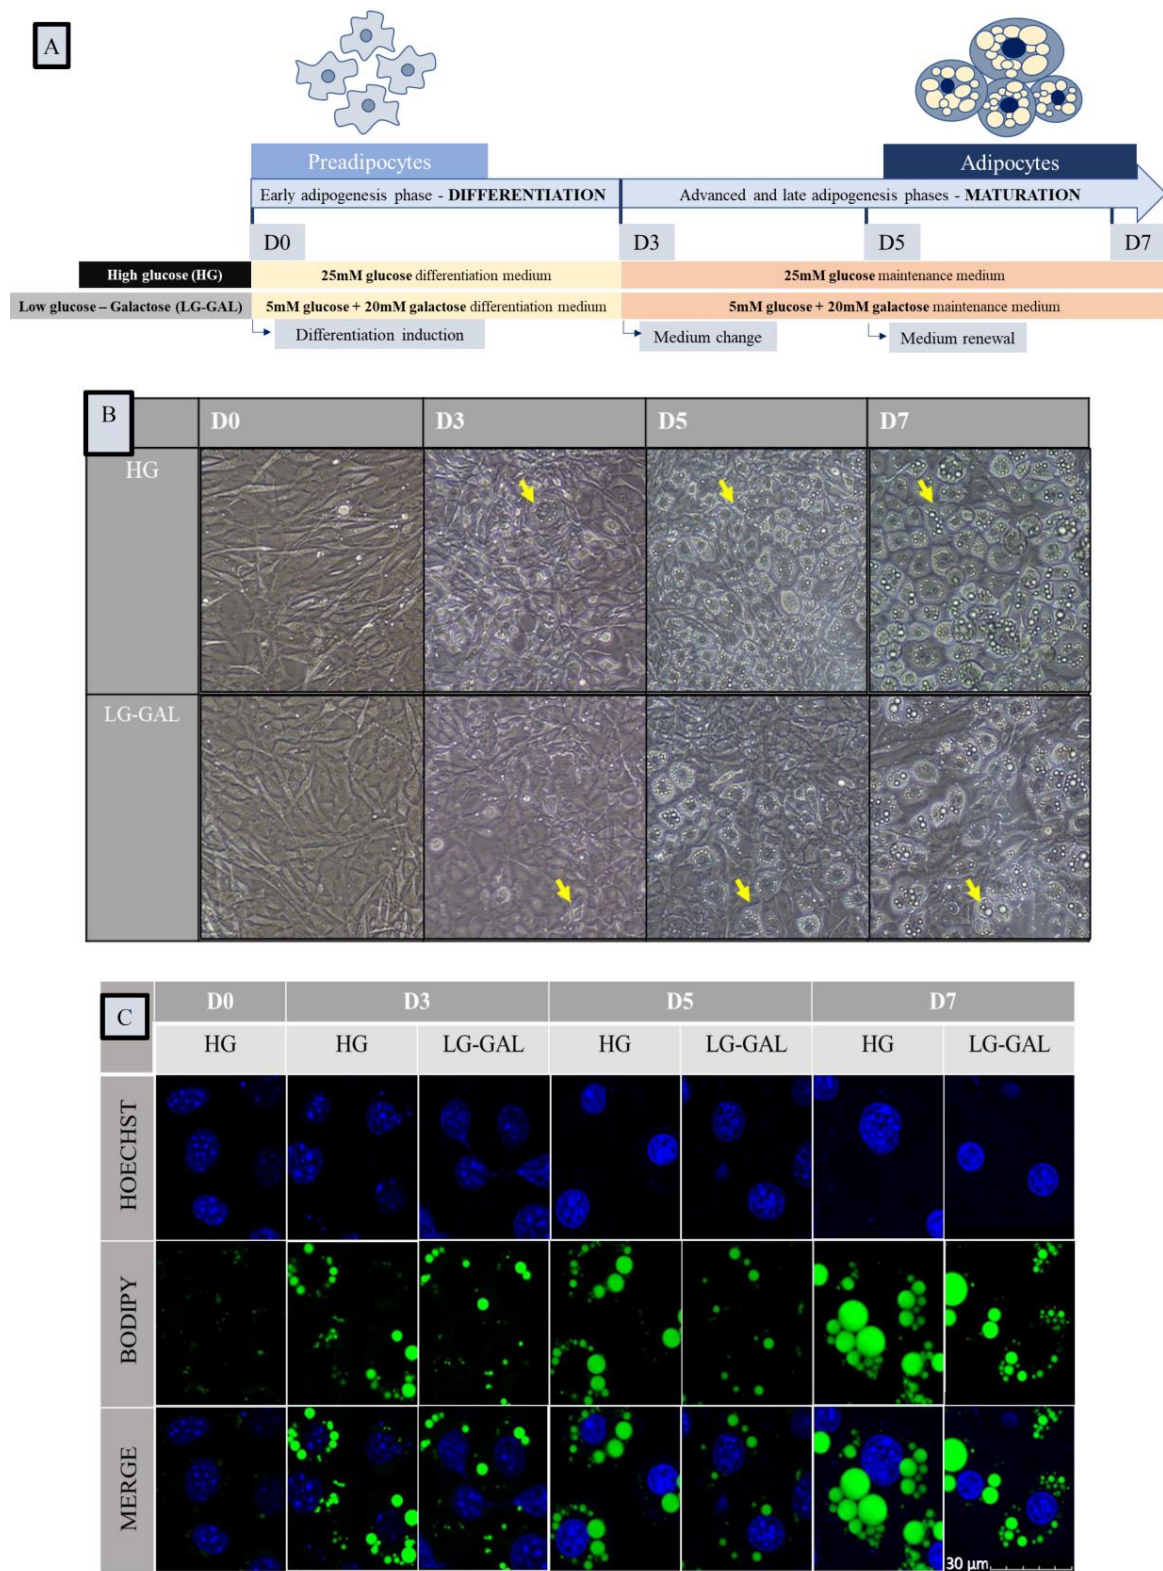 A
Preadipocytes
Adipocytes
Early adipogenesis phase - DIFFERENTIATION
Advanced and late adipogenesis phases - MATURATION
D0
D3
D5
D7
High glucose (HG)
25mM glucose differentiation medium
25mM glucose maintenance medium
Low glucose – Galactose (LG-GAL)
5mM glucose + 20mM galactose differentiation medium
5mM glucose + 20mM galactose maintenance medium
Differentiation induction
Medium change
Medium renewal
B
D0
D3
D5
D7
HG
LG-GAL
C
D0
D3
D5
D7
HG
HG
LG-GAL
HG
LG-GAL
HG
LG-GAL
HOECHST
BODIPY
MERGE
30 µm